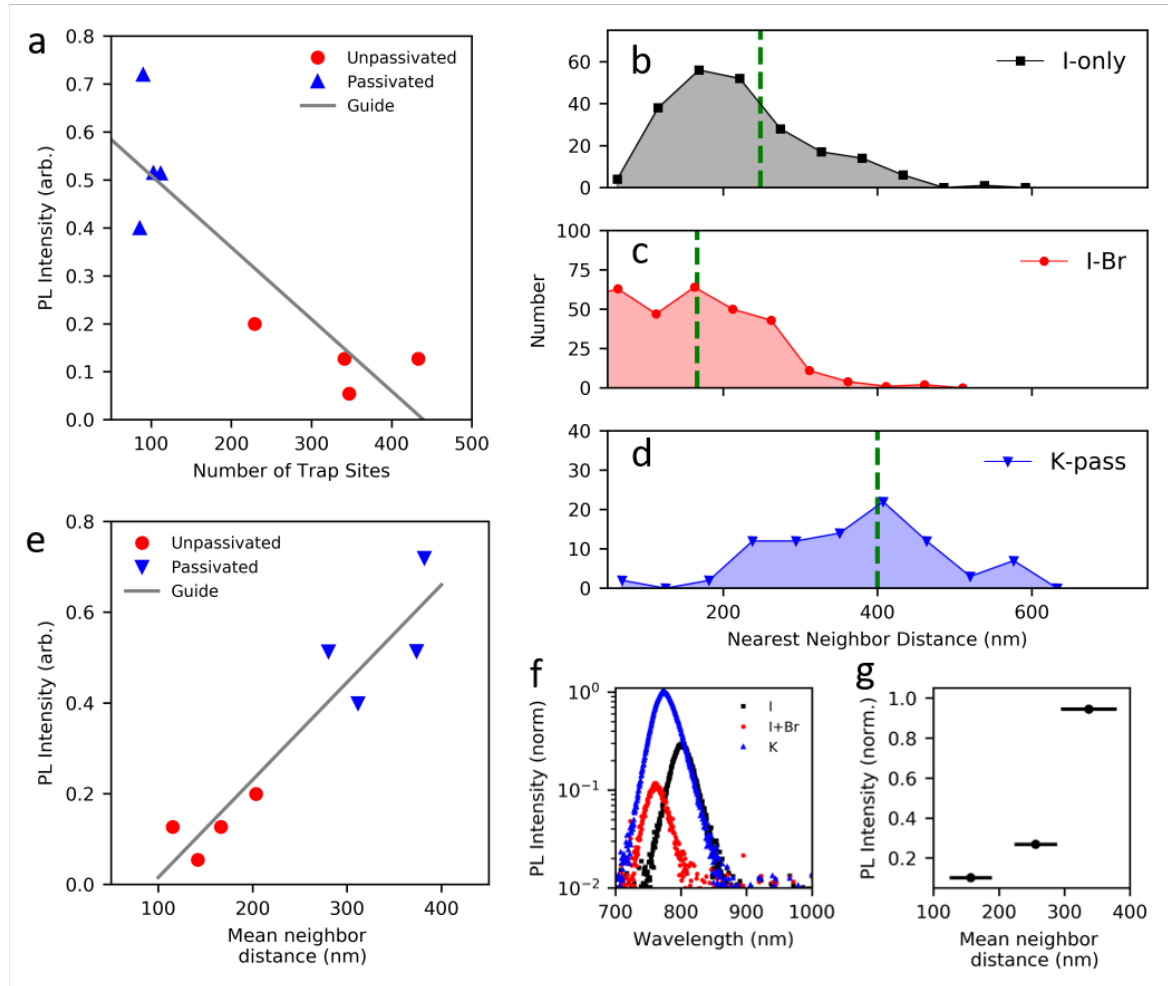 a
Unpassivated
Passivated
Guide
0.8
0.7
0.6
0.5
0.4
0.3
0.2
0.1
0.0
PL Intensity (arb.)
100 200 300 400 500
Number of Trap Sites
b
I-only
60
40
20
0
c
I-Br
100
75
50
25
0
Number
d
K-pass
40
30
20
10
0
200 400 600
Nearest Neighbor Distance (nm)
e
Unpassivated
Passivated
Guide
0.8
0.6
0.4
0.2
0.0
PL Intensity (arb.)
100 200 300 400
Mean neighbor
distance (nm)
f
I
I+Br
K
10⁰
10⁻¹
10⁻²
PL Intensity (norm)
700 800 900 1000
Wavelength (nm)
g
1.0
0.8
0.6
0.4
0.2
PL Intensity (norm.)
100 200 300 400
Mean neighbor
distance (nm)